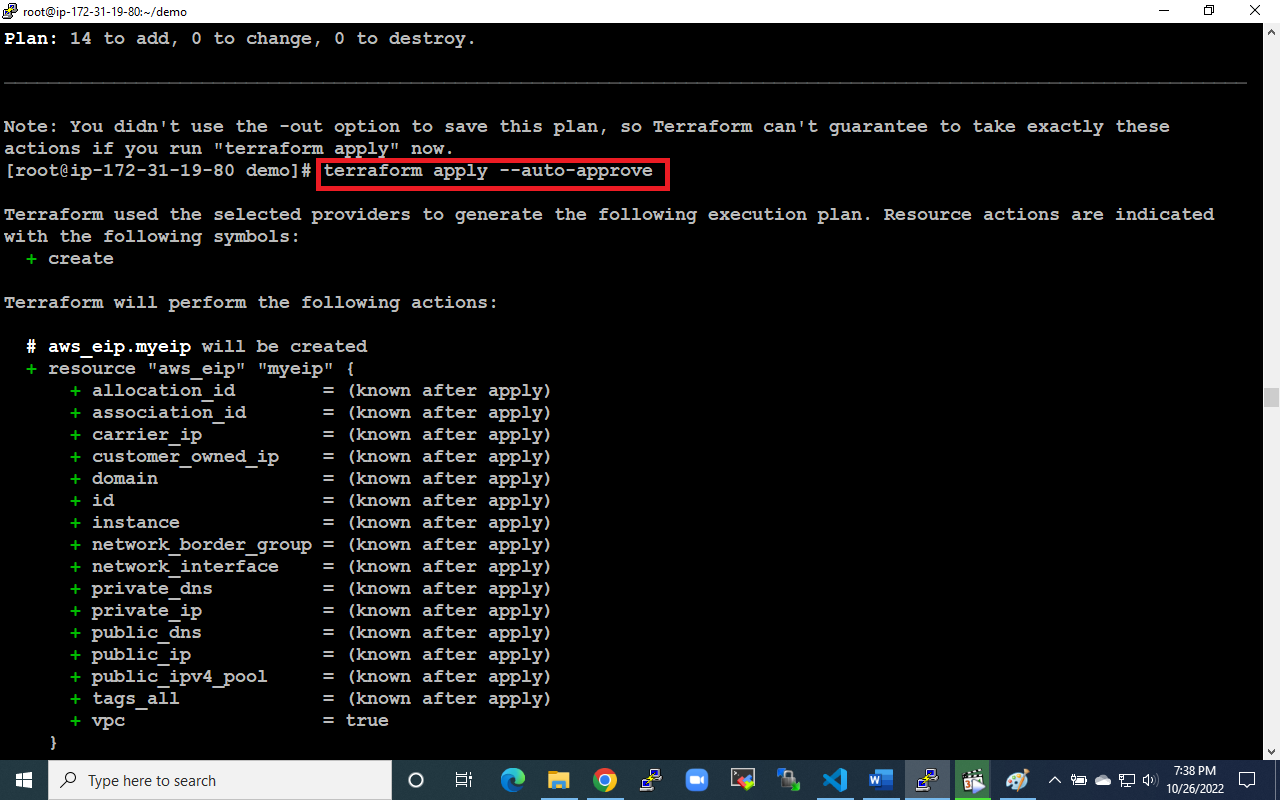 root@ip-172-31-19-80:~/demo
Plan: 14 to add, 0 to change, 0 to destroy.
Note: You didn't use the -out option to save this plan, so Terraform can't guarantee to take exactly these
actions if you run "terraform apply" now.
[root@ip-172-31-19-80 demo]# terraform apply --auto-approve
Terraform used the selected providers to generate the following execution plan. Resource actions are indicated
with the following symbols:
+ create
Terraform will perform the following actions:
# aws_eip.myeip will be created
+ resource "aws_eip" "myeip" {
+ allocation_id = (known after apply)
+ association_id = (known after apply)
+ carrier_ip = (known after apply)
+ customer_owned_ip = (known after apply)
+ domain = (known after apply)
+ id = (known after apply)
+ instance = (known after apply)
+ network_border_group = (known after apply)
+ network_interface = (known after apply)
+ private_dns = (known after apply)
+ private_ip = (known after apply)
+ public_dns = (known after apply)
+ public_ip = (known after apply)
+ public_ipv4_pool = (known after apply)
+ tags_all = (known after apply)
+ vpc = true
}
Type here to search
7:38 PM
10/26/2022